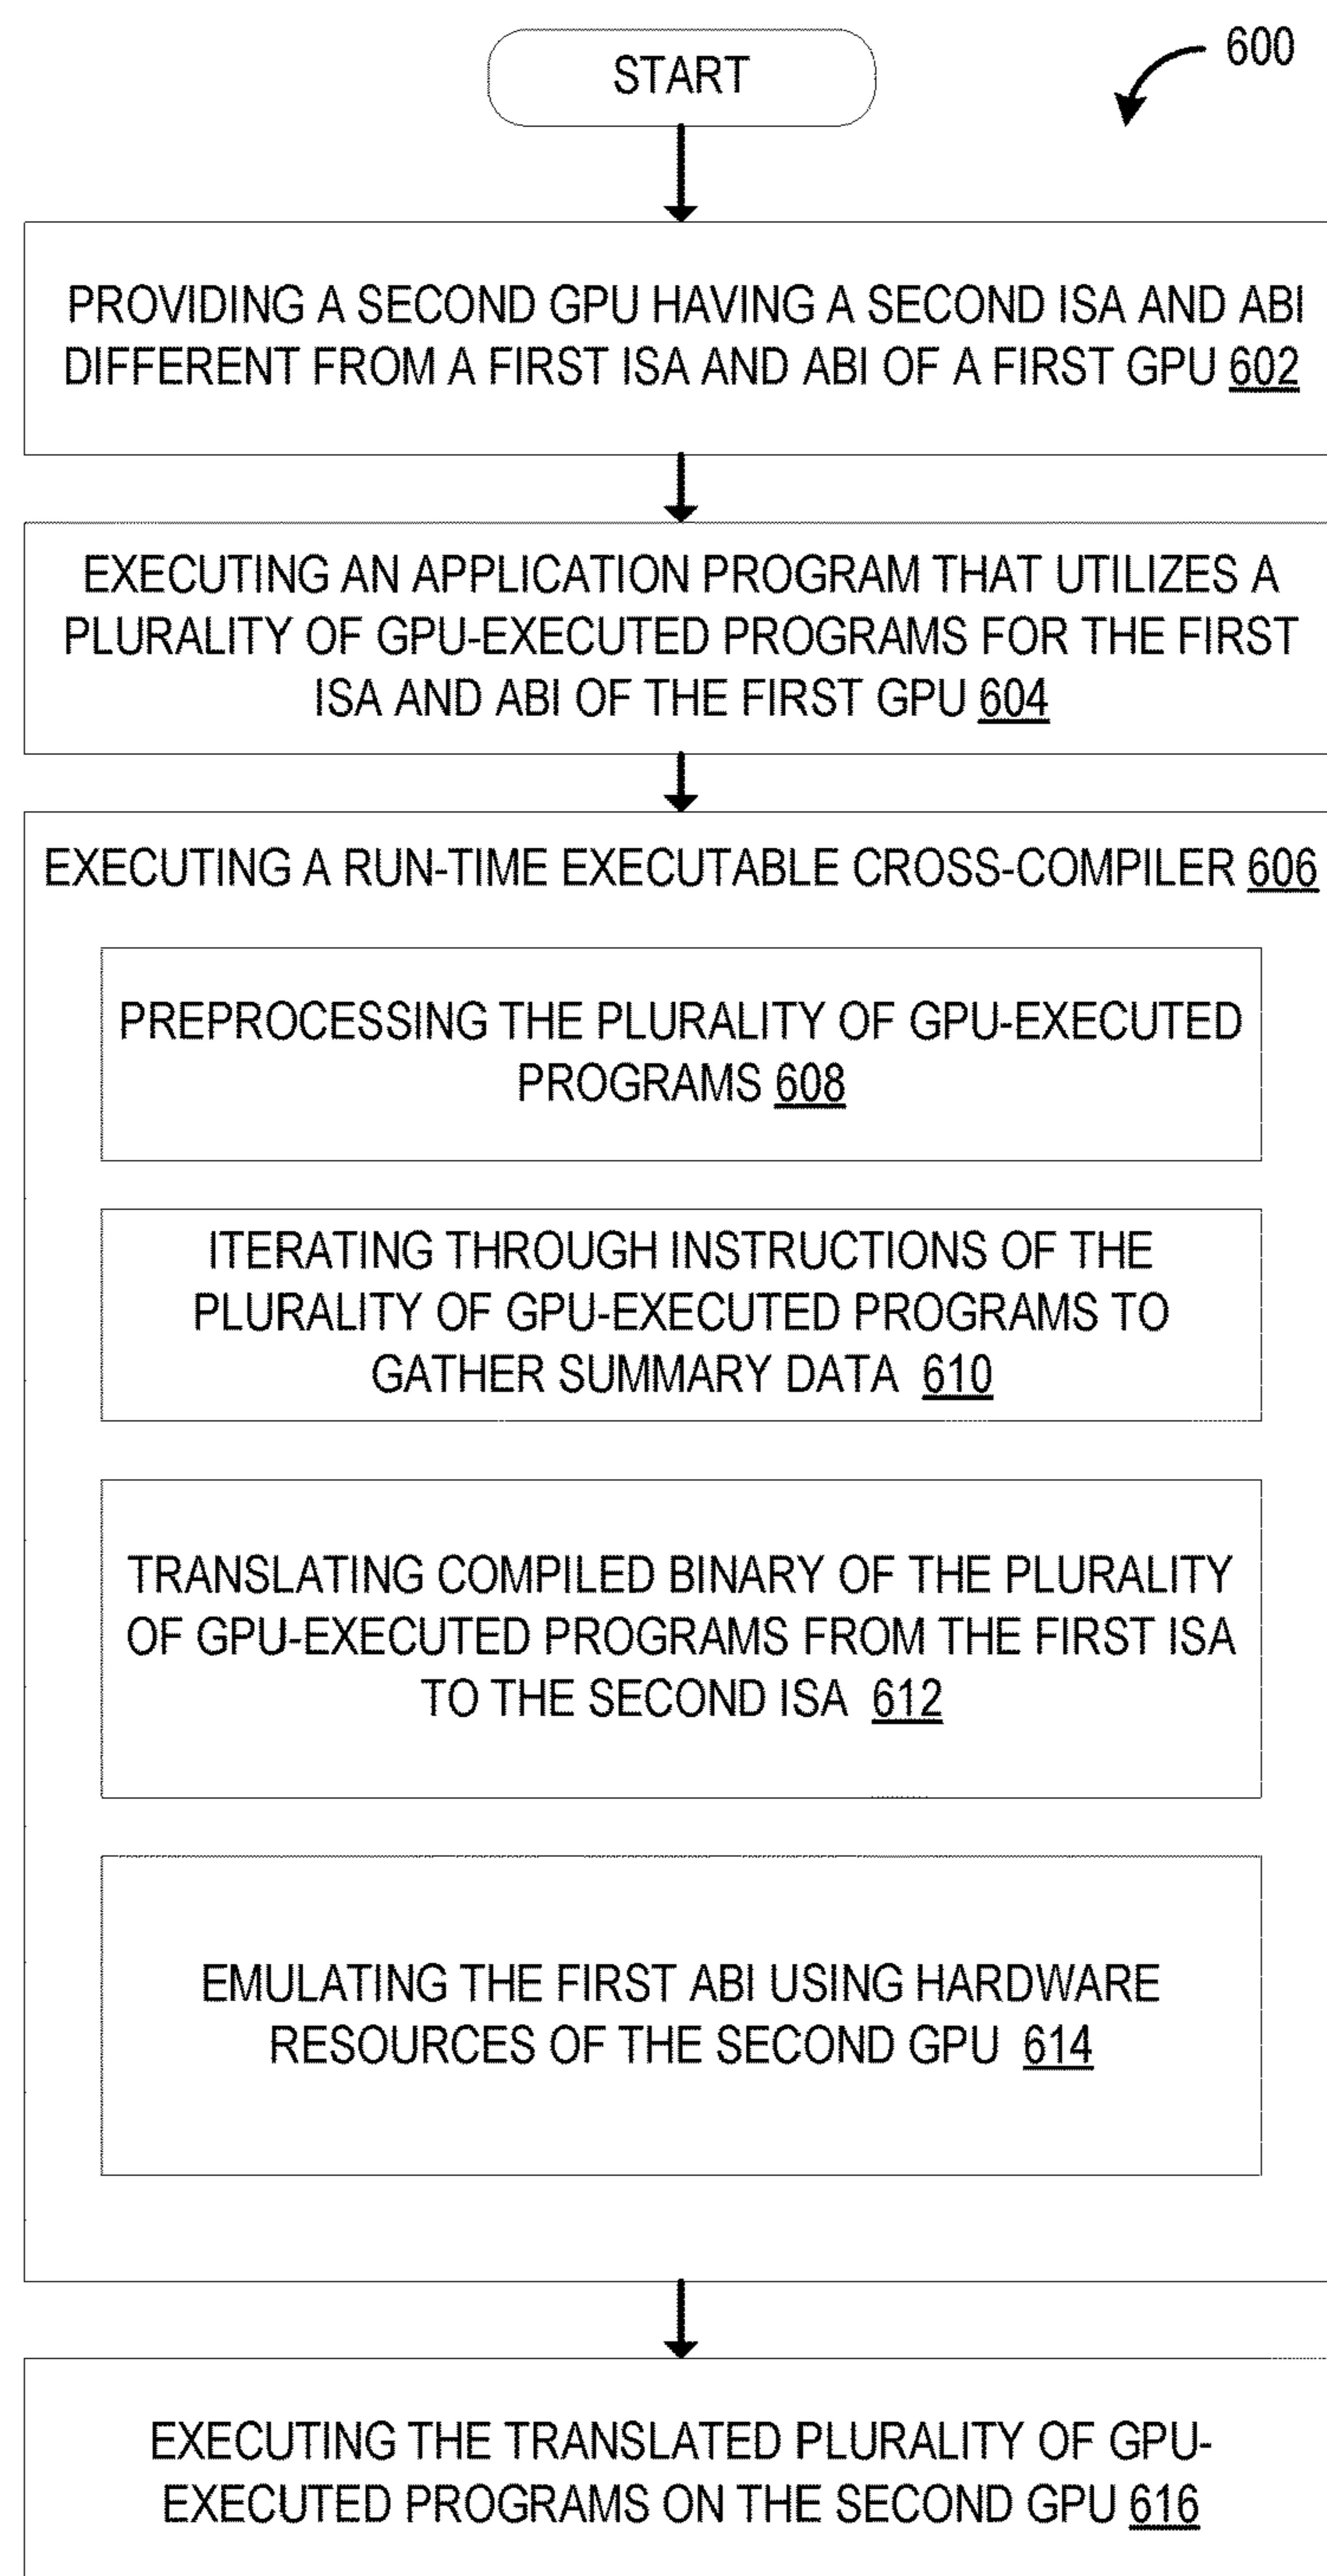 START
600
PROVIDING A SECOND GPU HAVING A SECOND ISA AND ABI
DIFFERENT FROM A FIRST ISA AND ABI OF A FIRST GPU 602
EXECUTING AN APPLICATION PROGRAM THAT UTILIZES A
PLURALITY OF GPU-EXECUTED PROGRAMS FOR THE FIRST
ISA AND ABI OF THE FIRST GPU 604
EXECUTING A RUN-TIME EXECUTABLE CROSS-COMPILER 606
PREPROCESSING THE PLURALITY OF GPU-EXECUTED
PROGRAMS 608
ITERATING THROUGH INSTRUCTIONS OF THE
PLURALITY OF GPU-EXECUTED PROGRAMS TO
GATHER SUMMARY DATA 610
TRANSLATING COMPILED BINARY OF THE PLURALITY
OF GPU-EXECUTED PROGRAMS FROM THE FIRST ISA
TO THE SECOND ISA 612
EMULATING THE FIRST ABI USING HARDWARE
RESOURCES OF THE SECOND GPU 614
EXECUTING THE TRANSLATED PLURALITY OF GPU-
EXECUTED PROGRAMS ON THE SECOND GPU 616